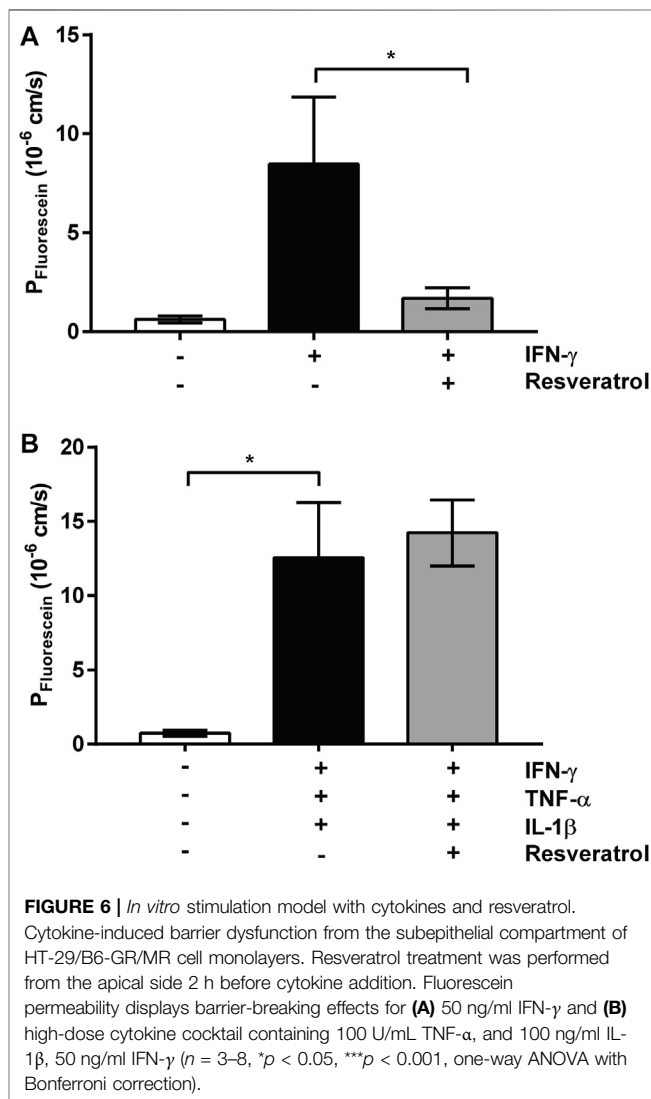 A
15
*
10
5
0
P Fluorescein (10-6 cm/s)
- + + IFN-γ
- - + Resveratrol
B
20
*
15
10
5
0
P Fluorescein (10-6 cm/s)
- + + IFN-γ
- + + TNF-α
- + + IL-1β
- - + Resveratrol
FIGURE 6 | In vitro stimulation model with cytokines and resveratrol.
Cytokine-induced barrier dysfunction from the subepithelial compartment of
HT-29/B6-GR/MR cell monolayers. Resveratrol treatment was performed
from the apical side 2 h before cytokine addition. Fluorescein
permeability displays barrier-breaking effects for (A) 50 ng/ml IFN-γ and (B)
high-dose cytokine cocktail containing 100 U/mL TNF-α, and 100 ng/ml IL-
1β, 50 ng/ml IFN-γ (n = 3–8, *p < 0.05, ***p < 0.001, one-way ANOVA with
Bonferroni correction).